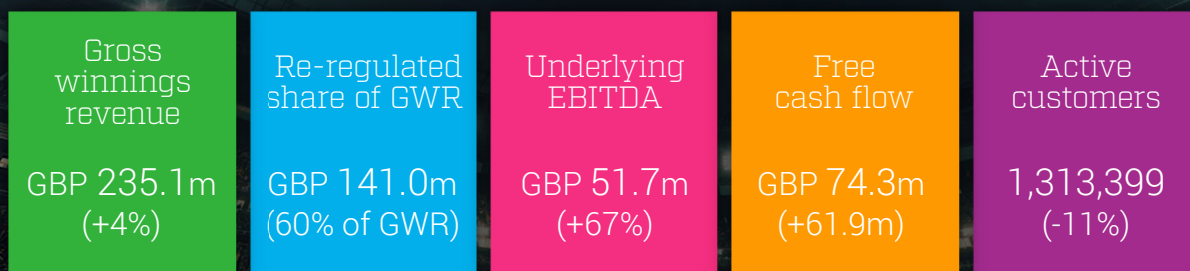 Gross
winnings
revenue
GBP 235.1m
(+4%)
Re-regulated
share of GWR
GBP 141.0m
(60% of GWR)
Underlying
EBITDA
GBP 51.7m
(+67%)
Free
cash flow
GBP 74.3m
(+61.9m)
Active
customers
1,313,399
(-11%)